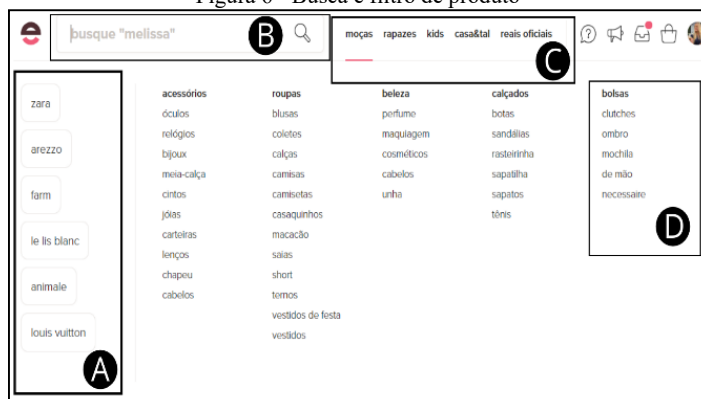 Figura 6 - Busca e filtro de produto
busque "melissa"
B
moças rapazes kids casa&tal reais oficiais
C
zara
arezzo
farm
le lis blanc
animale
louis vuitton
A
acessórios
óculos
relógios
bijoux
meia-calça
cintos
jóias
carteiras
lenços
chapeu
cabelos
roupas
blusas
coletes
calças
camisas
camisetas
casaquinhos
macacão
saias
short
ternos
vestidos de festa
vestidos
beleza
perfume
maquiagem
cosméticos
cabelos
unha
calçados
botas
sandálias
rasteirinha
sapatilha
sapatos
tênis
bolsas
clutches
ombro
mochila
de mão
necessaire
D